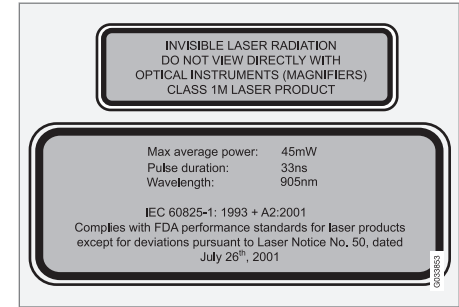 INVISIBLE LASER RADIATION
DO NOT VIEW DIRECTLY WITH
OPTICAL INSTRUMENTS (MAGNIFIERS)
CLASS 1M LASER PRODUCT
Max average power: 45mW
Pulse duration: 33ns
Wavelength: 905nm
IEC 60825-1: 1993 + A2:2001
Complies with FDA performance standards for laser products
except for deviations pursuant to Laser Notice No. 50, dated
July 26th, 2001
G033853